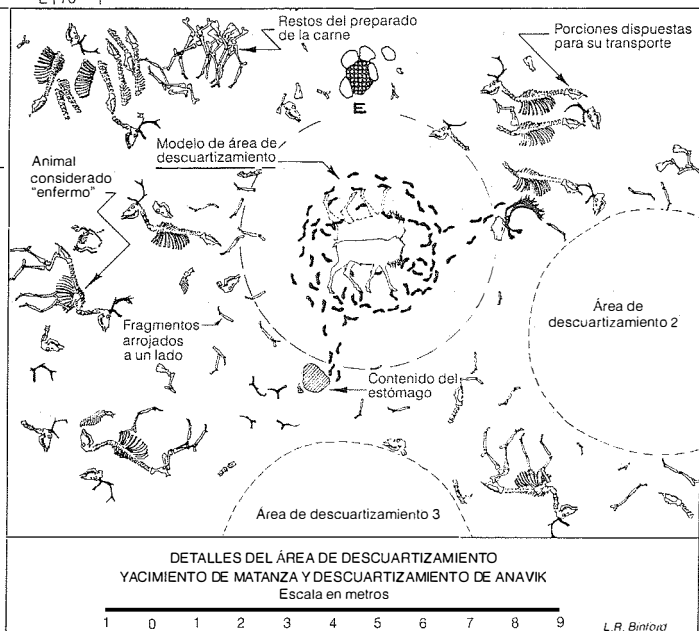 Restos del preparado
de la carne
Porciones dispuestas
para su transporte
E
Modelo de área de
descuartizamiento
Animal
considerado
"enfermo"
Área de
descuartizamiento 2
Fragmentos
arrojados
a un lado
Contenido del
estómago
Área de descuartizamiento 3
DETALLES DEL ÁREA DE DESCUARTIZAMIENTO
YACIMIENTO DE MATANZA Y DESCUARTIZAMIENTO DE ANAVIK
Escala en metros
1 0 1 2 3 4 5 6 7 8 9
L.R. Binford